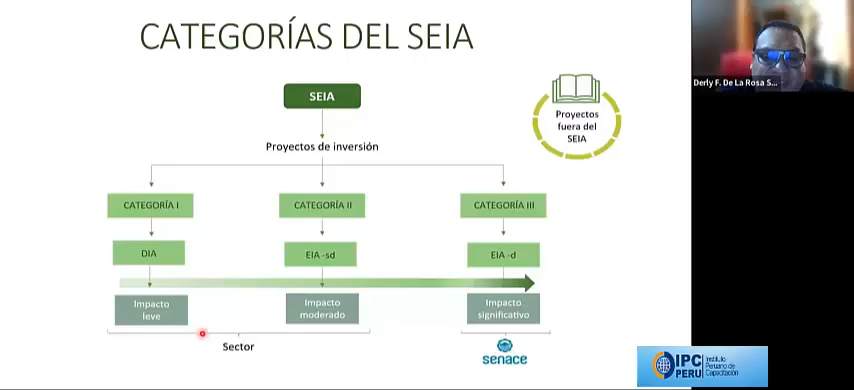 CATEGORÍAS DEL SEIA
SEIA
Proyectos de inversión
Proyectos
fuera del
SEIA
CATEGORÍA I
CATEGORÍA II
CATEGORÍA III
DIA
EIA -sd
EIA -d
Impacto
leve
Impacto
moderado
Impacto
significativo
Sector
senace
Derly F. De La Rosa S...
IPC
PERÚ
Instituto
Peruano de
Capacitación